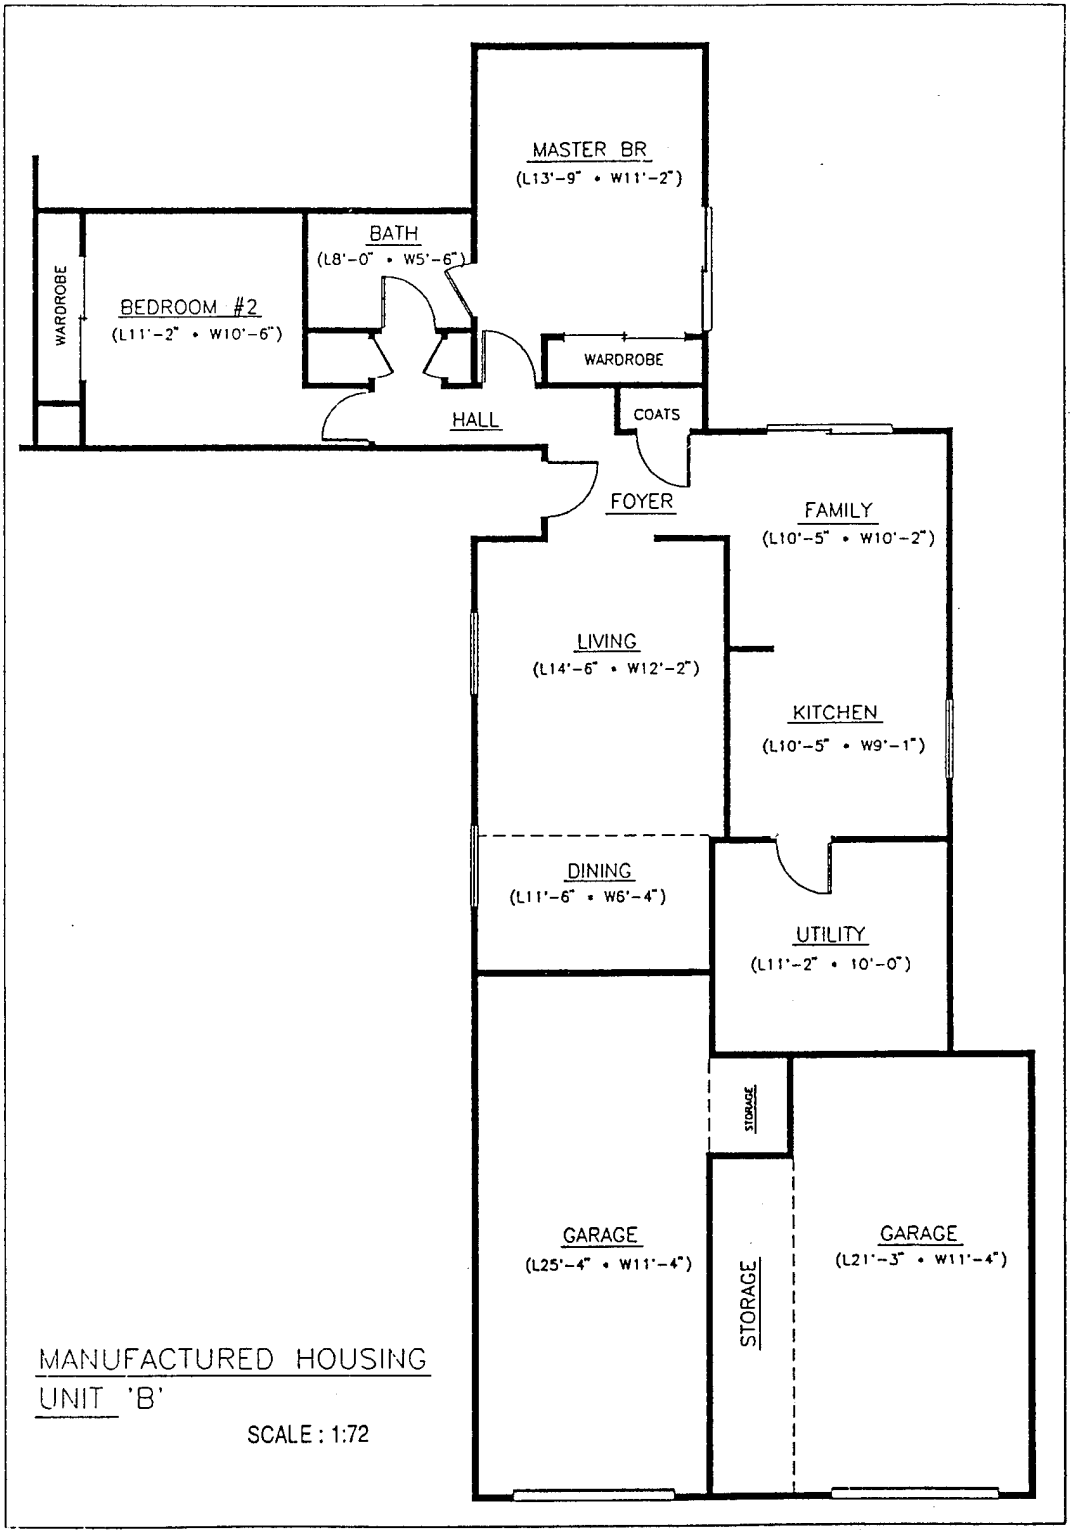 MASTER BR
(L13'-9" • W11'-2")
BATH
(L8'-0" • W5'-6")
WARDROBE
BEDROOM #2
(L11'-2" • W10'-6")
WARDROBE
COATS
HALL
FOYER
FAMILY
(L10'-5" • W10'-2")
LIVING
(L14'-6" • W12'-2")
KITCHEN
(L10'-5" • W9'-1")
DINING
(L11'-6" • W6'-4")
UTILITY
(L11'-2" • 10'-0")
STORAGE
GARAGE
(L25'-4" • W11'-4")
STORAGE
GARAGE
(L21'-3" • W11'-4")
MANUFACTURED HOUSING
UNIT 'B'
SCALE : 1:72